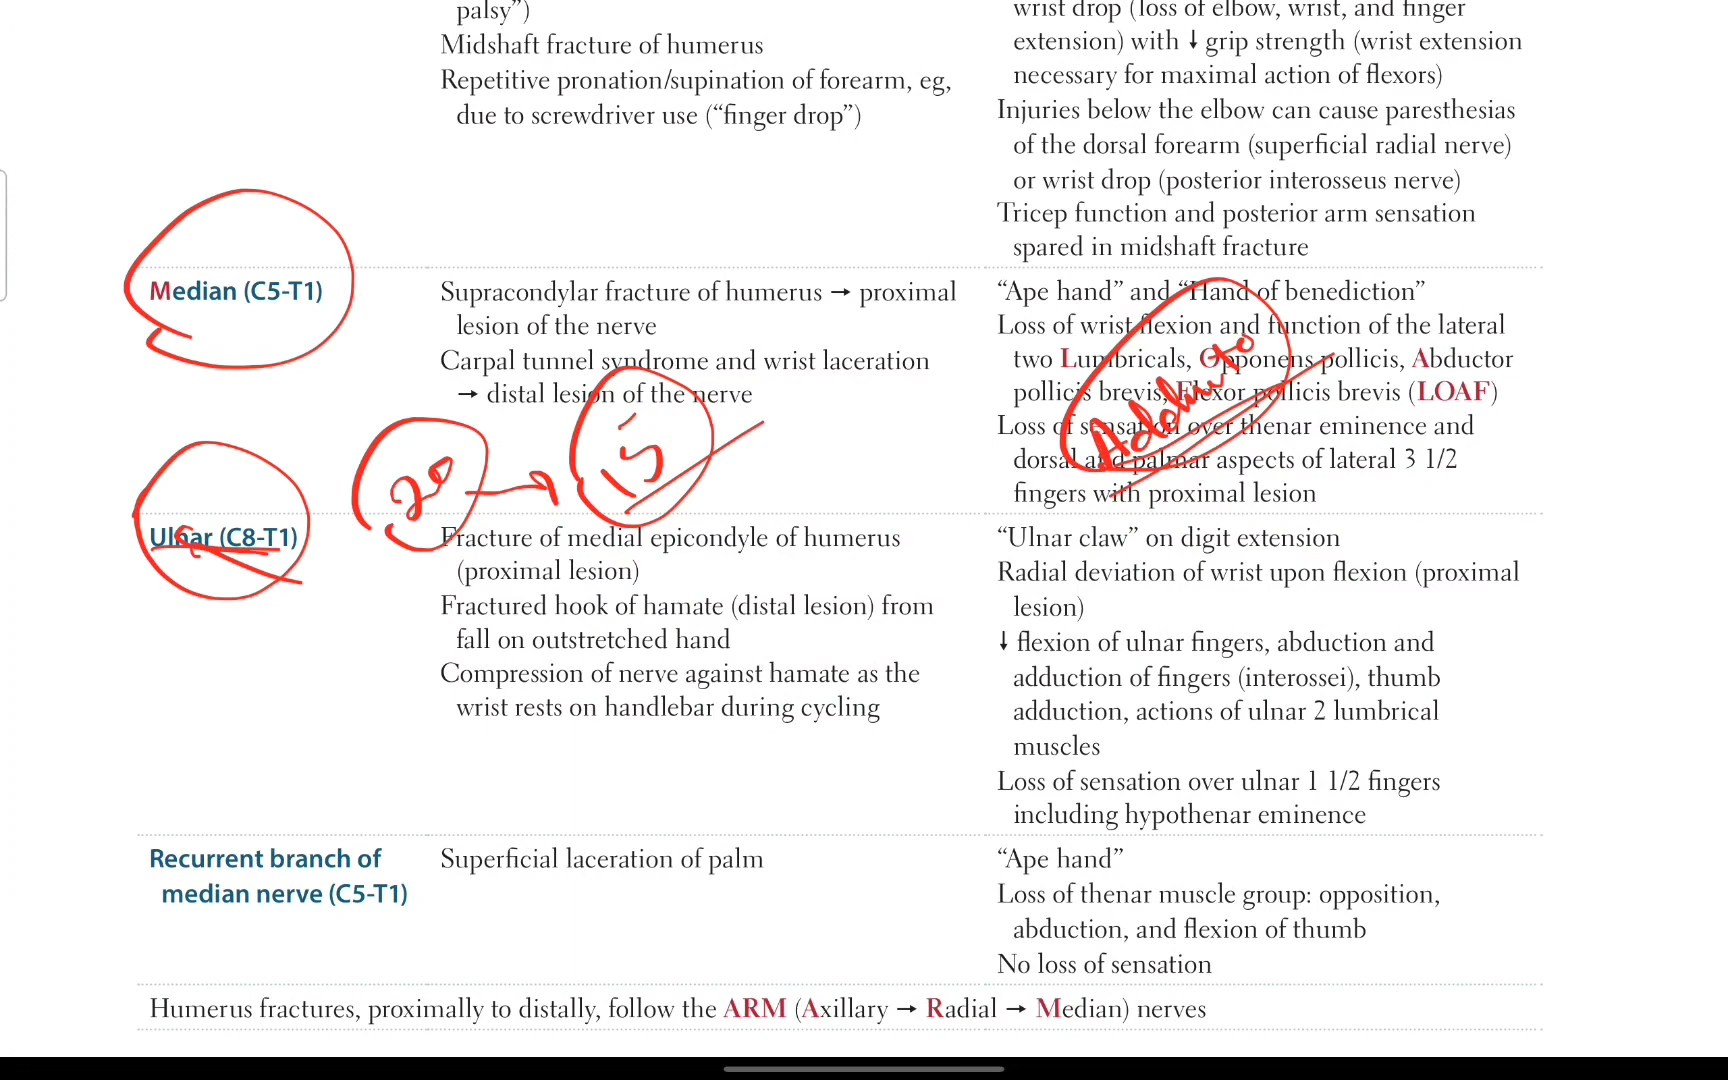 palsy”)
Midshaft fracture of humerus
Repetitive pronation/supination of forearm, eg,
due to screwdriver use (“finger drop”)
wrist drop (loss of elbow, wrist, and finger
extension) with ↓ grip strength (wrist extension
necessary for maximal action of flexors)
Injuries below the elbow can cause paresthesias
of the dorsal forearm (superficial radial nerve)
or wrist drop (posterior interosseus nerve)
Tricep function and posterior arm sensation
spared in midshaft fracture
Median (C5-T1)
Supracondylar fracture of humerus → proximal
lesion of the nerve
Carpal tunnel syndrome and wrist laceration
→ distal lesion of the nerve
“Ape hand” and “Hand of benediction”
Loss of wrist flexion and function of the lateral
two Lumbricals, Opponens pollicis, Abductor
pollicis brevis, Flexor pollicis brevis (LOAF)
Loss of sensation over thenar eminence and
dorsal and palmar aspects of lateral 3 1/2
fingers with proximal lesion
20 → 15
Ulnar (C8-T1)
Fracture of medial epicondyle of humerus
(proximal lesion)
Fractured hook of hamate (distal lesion) from
fall on outstretched hand
Compression of nerve against hamate as the
wrist rests on handlebar during cycling
“Ulnar claw” on digit extension
Radial deviation of wrist upon flexion (proximal
lesion)
↓ flexion of ulnar fingers, abduction and
adduction of fingers (interossei), thumb
adduction, actions of ulnar 2 lumbrical
muscles
Loss of sensation over ulnar 1 1/2 fingers
including hypothenar eminence
Recurrent branch of
median nerve (C5-T1)
Superficial laceration of palm
“Ape hand”
Loss of thenar muscle group: opposition,
abduction, and flexion of thumb
No loss of sensation
Humerus fractures, proximally to distally, follow the ARM (Axillary → Radial → Median) nerves